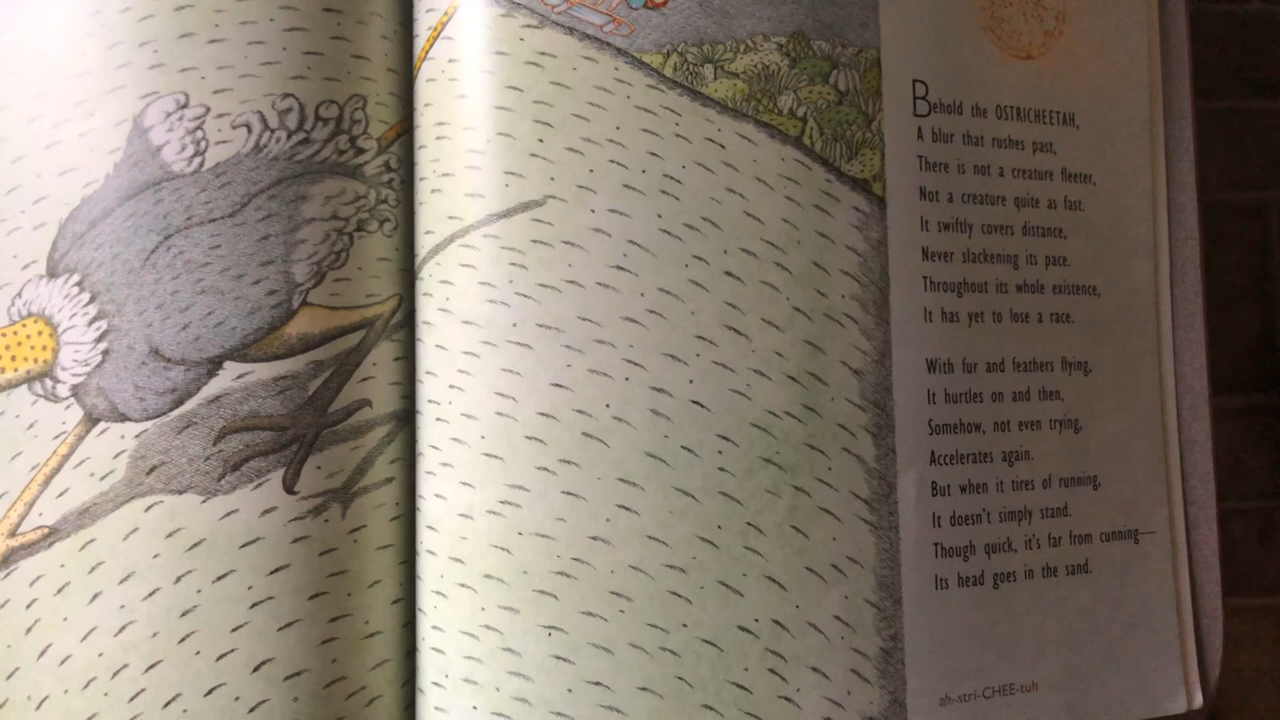 Behold the OSTRICHEETAH,
A blur that rushes past,
There is not a creature fleeter,
Not a creature quite as fast.
It swiftly covers distance,
Never slackening its pace.
Throughout its whole existence,
It has yet to lose a race.
With fur and feathers flying,
It hurtles on and then,
Somehow, not even trying,
Accelerates again.
But when it tires of running,
It doesn't simply stand.
Though quick, it's far from cunning—
Its head goes in the sand.
ah-stri-CHEE-tuh